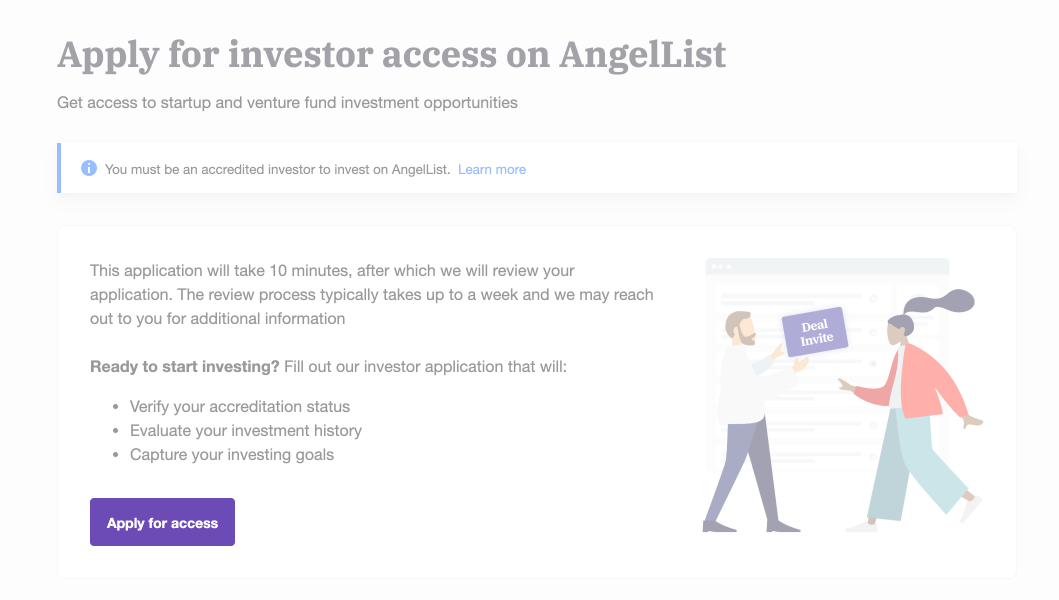 Apply for investor access on AngelList
Get access to startup and venture fund investment opportunities
You must be an accredited investor to invest on AngelList. Learn more
This application will take 10 minutes, after which we will review your
application. The review process typically takes up to a week and we may reach
out to you for additional information
Ready to start investing? Fill out our investor application that will:
• Verify your accreditation status
• Evaluate your investment history
• Capture your investing goals
Apply for access
Deal
Invite